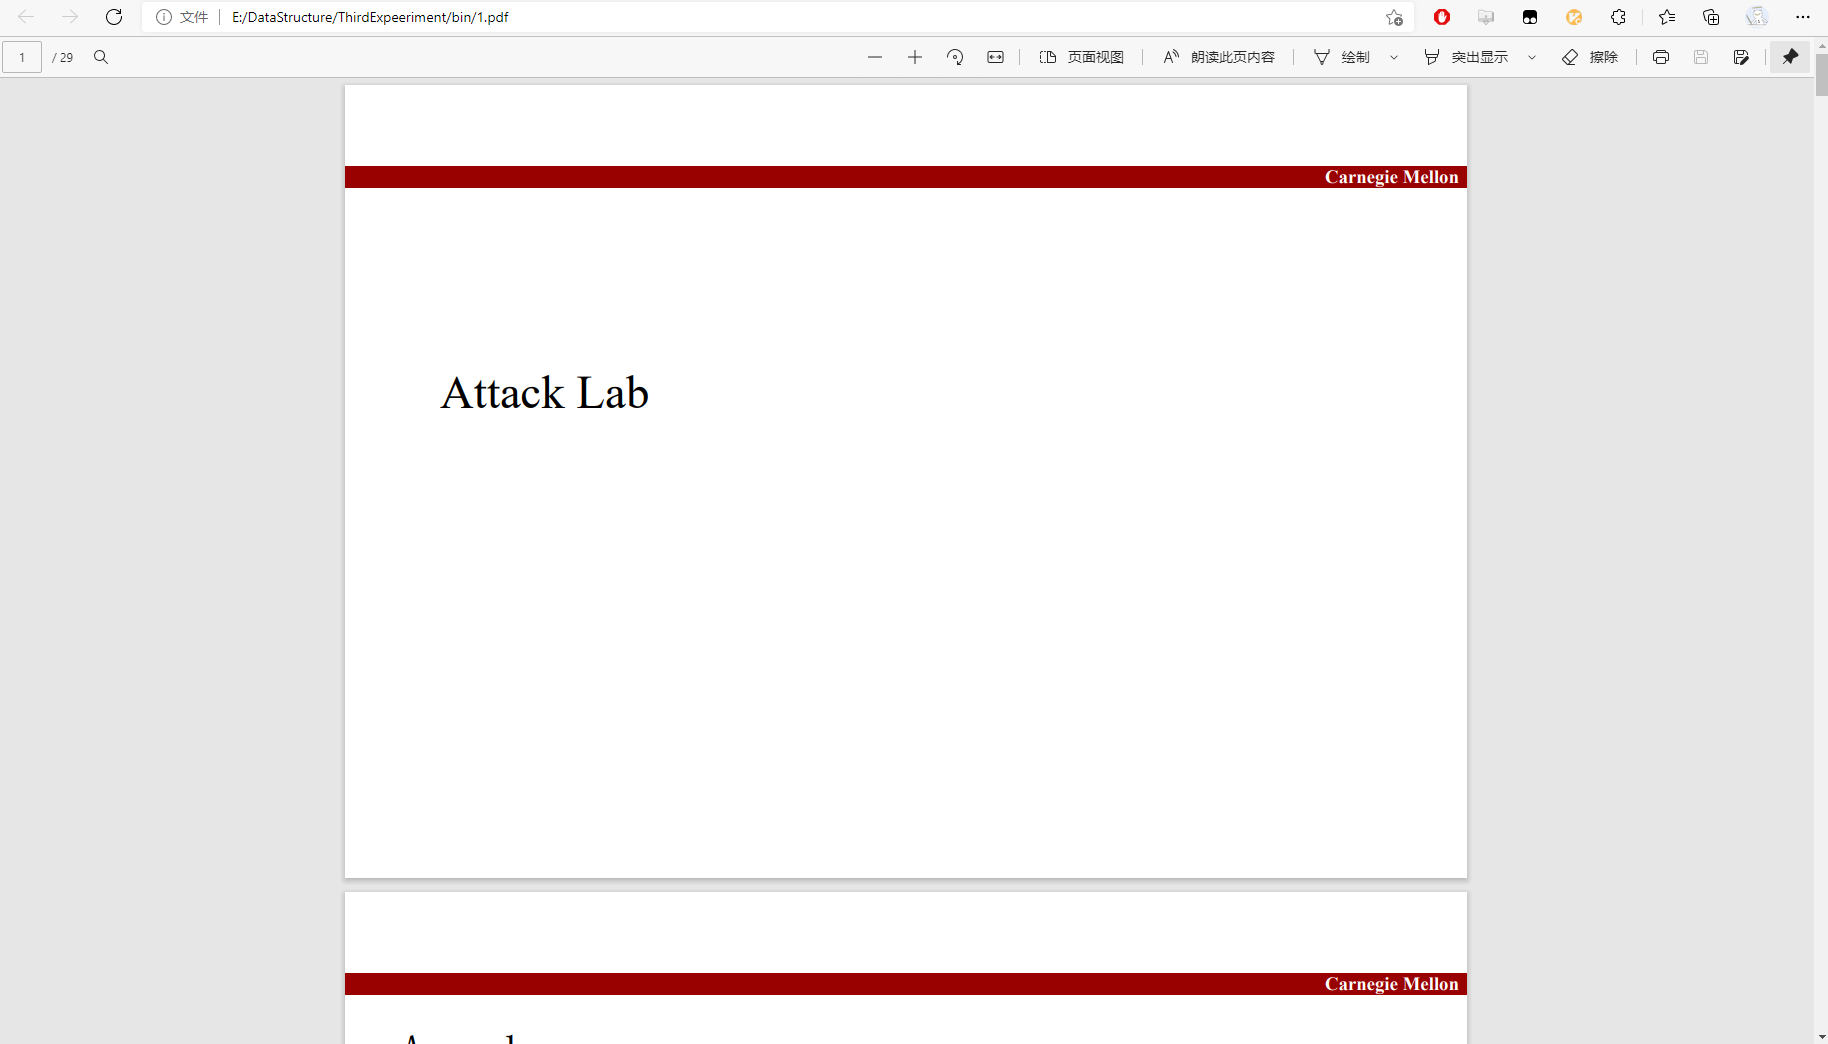 文件 E:/DataStructure/ThirdExpeeriment/bin/1.pdf
1 / 29 页面视图 朗读此页内容 绘制 突出显示 擦除
Carnegie Mellon
Attack Lab
Carnegie Mellon